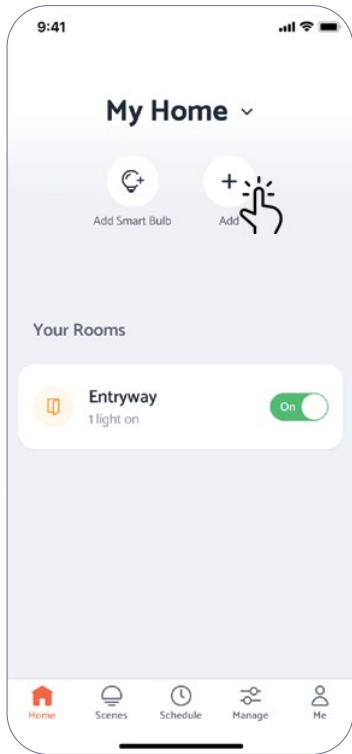 9:41
My Home
Add Smart Bulb
Add
Your Rooms
Entryway
1 light on
On
Home
Scenes
Schedule
Manage
Me